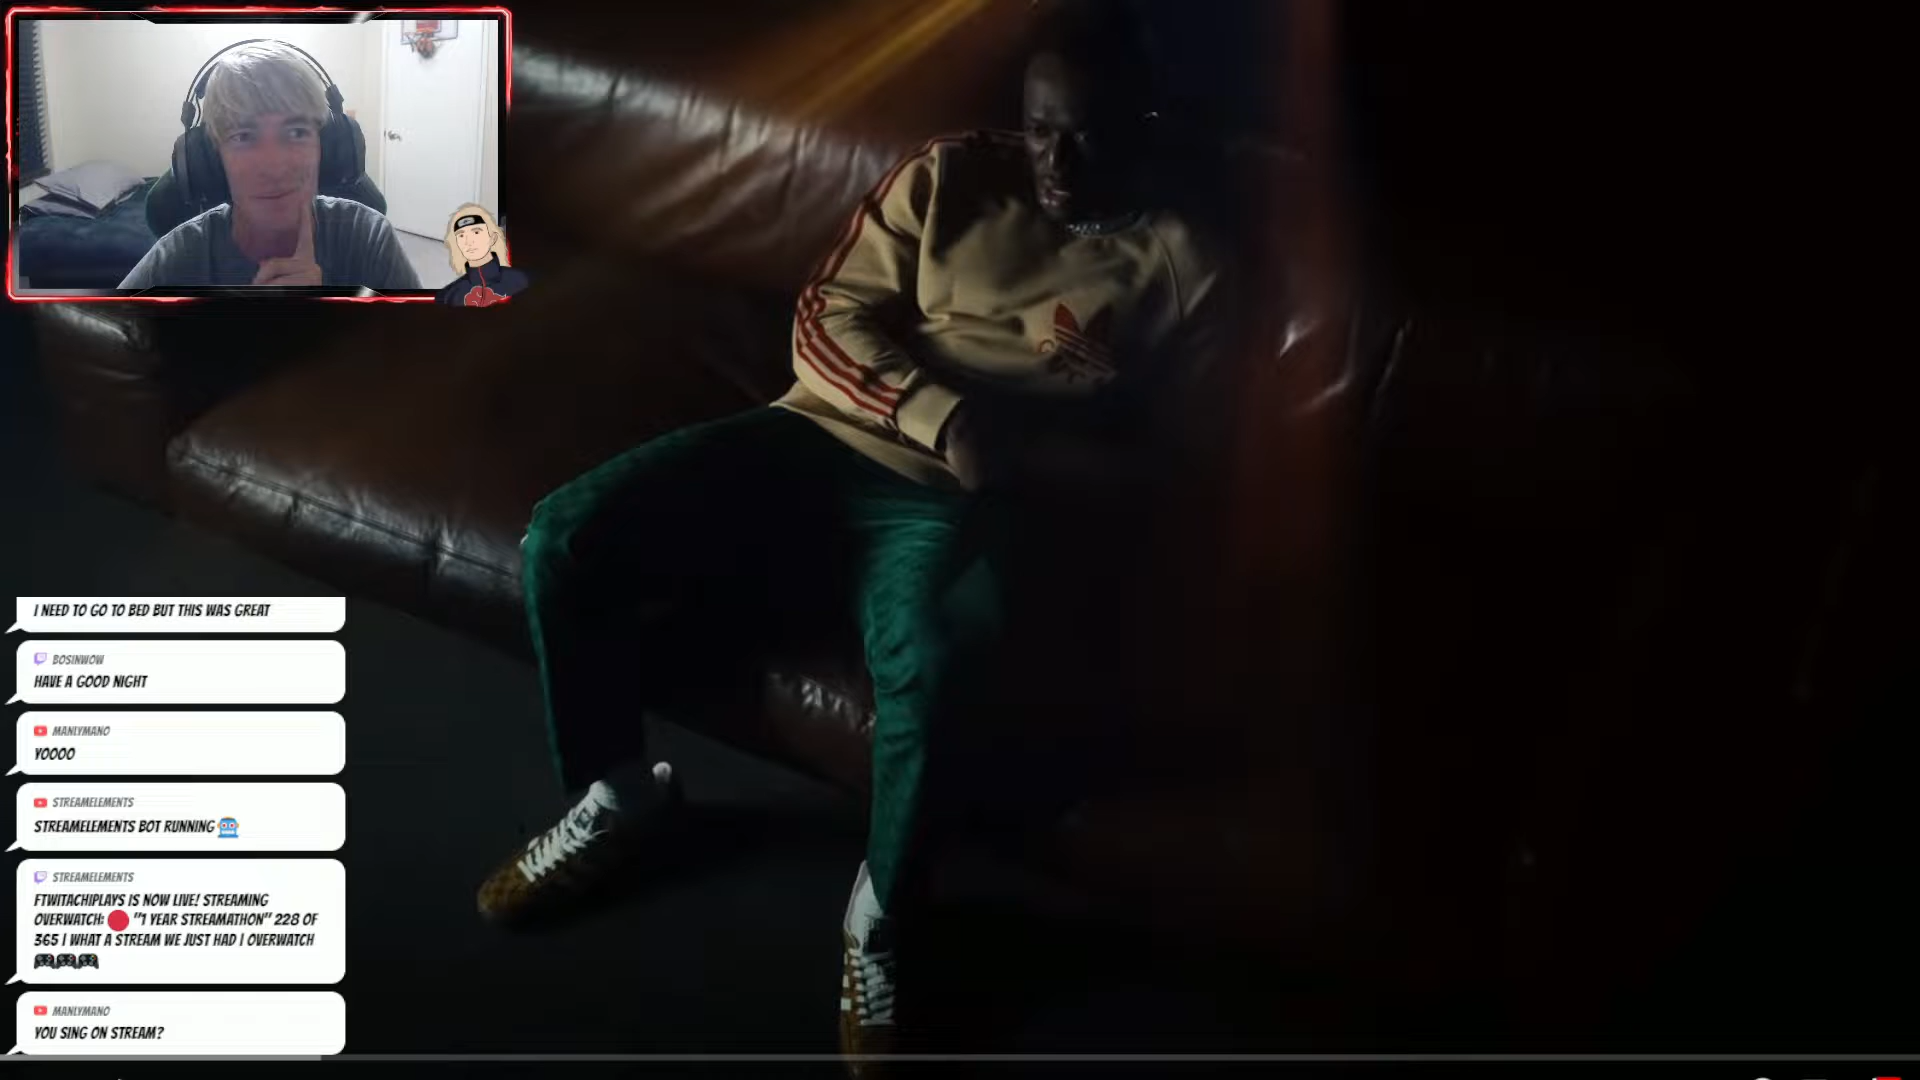 I NEED TO GO TO BED BUT THIS WAS GREAT
BOSINWOW
HAVE A GOOD NIGHT
MANLYMANO
YOOOO
STREAMELEMENTS
STREAMELEMENTS BOT RUNNING
STREAMELEMENTS
FTWITACHIPLAYS IS NOW LIVE! STREAMING
OVERWATCH: "1 YEAR STREAMATHON" 228 OF
365 | WHAT A STREAM WE JUST HAD | OVERWATCH
MANLYMANO
YOU SING ON STREAM?